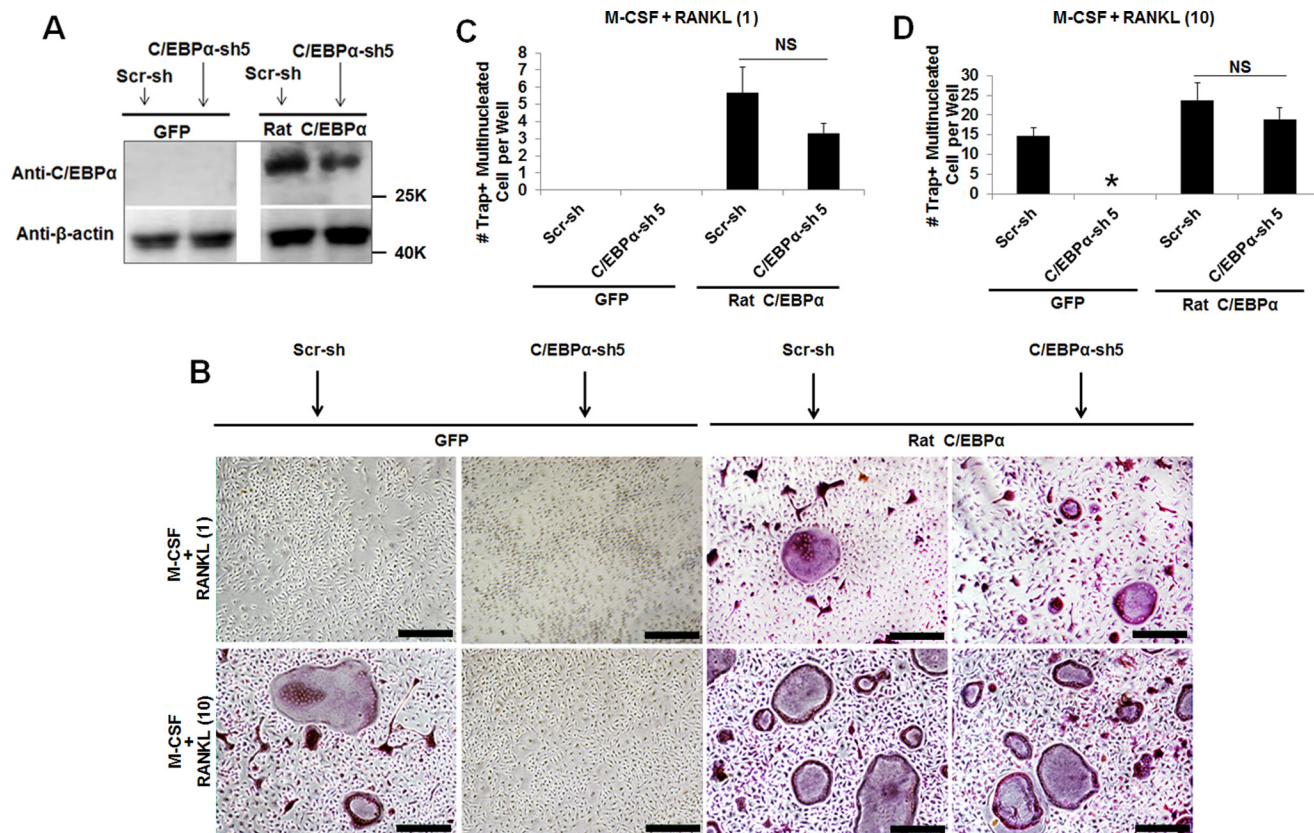 A
C/EBPα-sh5
C/EBPα-sh5
Scr-sh
Scr-sh
GFP
Rat C/EBPα
Anti-C/EBPα
25K
Anti-β-actin
40K
C
M-CSF + RANKL (1)
# Trap+ Multinucleated
Cell per Well
8
7
6
5
4
3
2
1
0
NS
Scr-sh
C/EBPα-sh 5
Scr-sh
C/EBPα-sh 5
GFP
Rat C/EBPα
D
M-CSF + RANKL (10)
# Trap+ Multinucleated
Cell per Well
30
25
20
15
10
5
0
*
NS
Scr-sh
C/EBPα-sh 5
Scr-sh
C/EBPα-sh 5
GFP
Rat C/EBPα
B
Scr-sh
C/EBPα-sh5
Scr-sh
C/EBPα-sh5
GFP
Rat C/EBPα
M-CSF
+
RANKL (1)
M-CSF
+
RANKL (10)